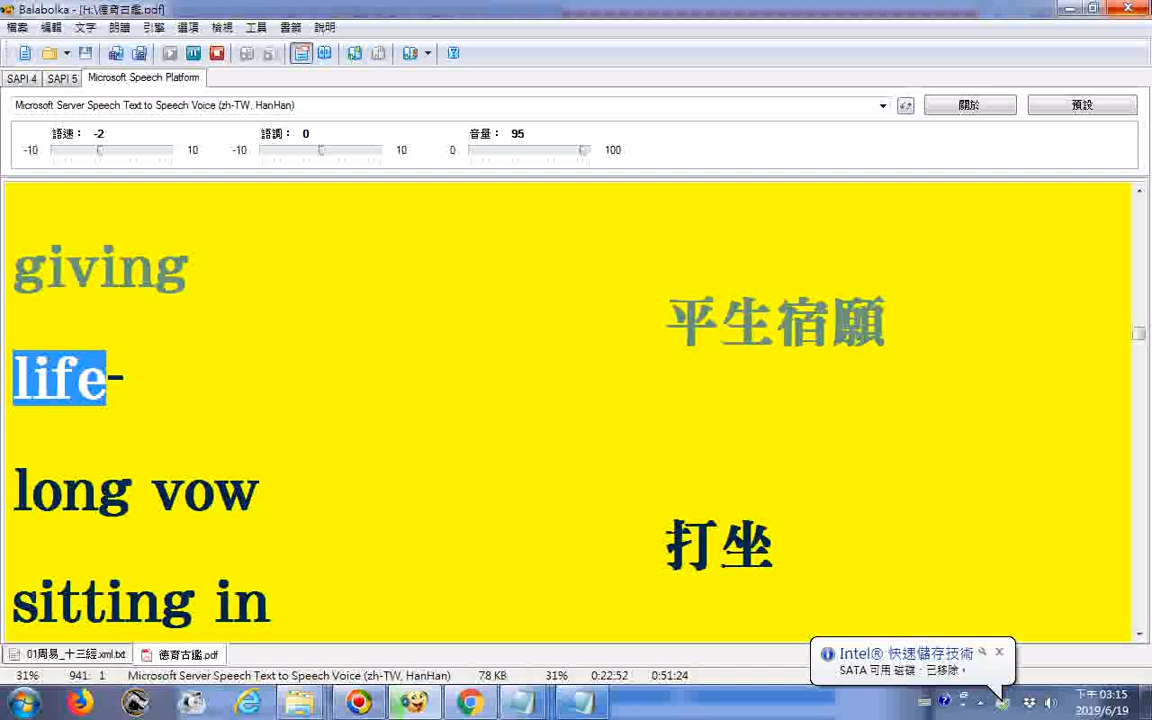 Balabolka - [H:\德育古鑑.pdf]
檔案 編輯 文字 朗讀 引擎 選項 檢視 工具 書籤 說明
SAPI 4 SAPI 5 Microsoft Speech Platform
Microsoft Server Speech Text to Speech Voice (zh-TW, HanHan) 關於 預設
語速： -2 語調： 0 音量： 95
-10 10 -10 10 0 100
giving
平生宿願
life-
long vow
打坐
sitting in
Intel® 快速儲存技術
SATA 可用 磁碟：已移除。
01周易_十三經.xml.txt 德育古鑑.pdf
31% 941: 1 Microsoft Server Speech Text to Speech Voice (zh-TW, HanHan) 78 KB 31% 0:22:52 0:51:24
下午 03:15
2019/6/19